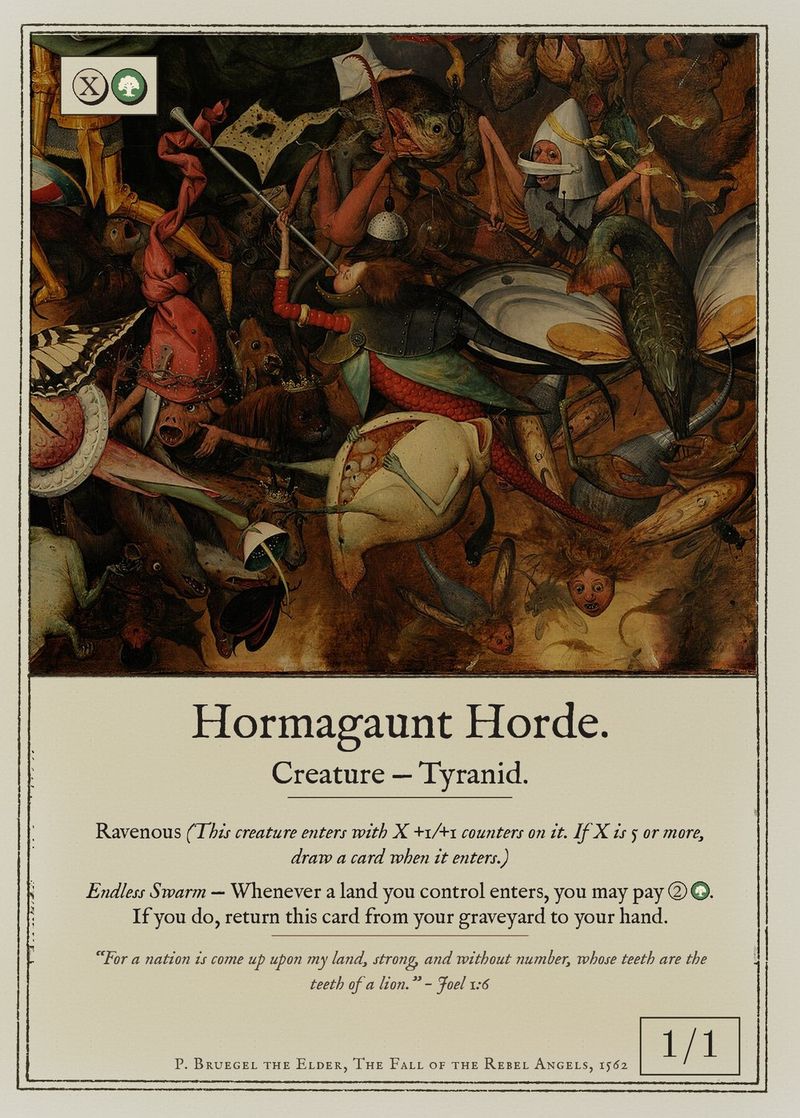 X
Hormagaunt Horde.
Creature – Tyranid.
Ravenous (This creature enters with X +1/+1 counters on it. If X is 5 or more,
draw a card when it enters.)
Endless Swarm – Whenever a land you control enters, you may pay 2 .
If you do, return this card from your graveyard to your hand.
“For a nation is come up upon my land, strong, and without number, whose teeth are the
teeth of a lion.” – Joel 1:6
1/1
P. Bruegel the Elder, The Fall of the Rebel Angels, 1562